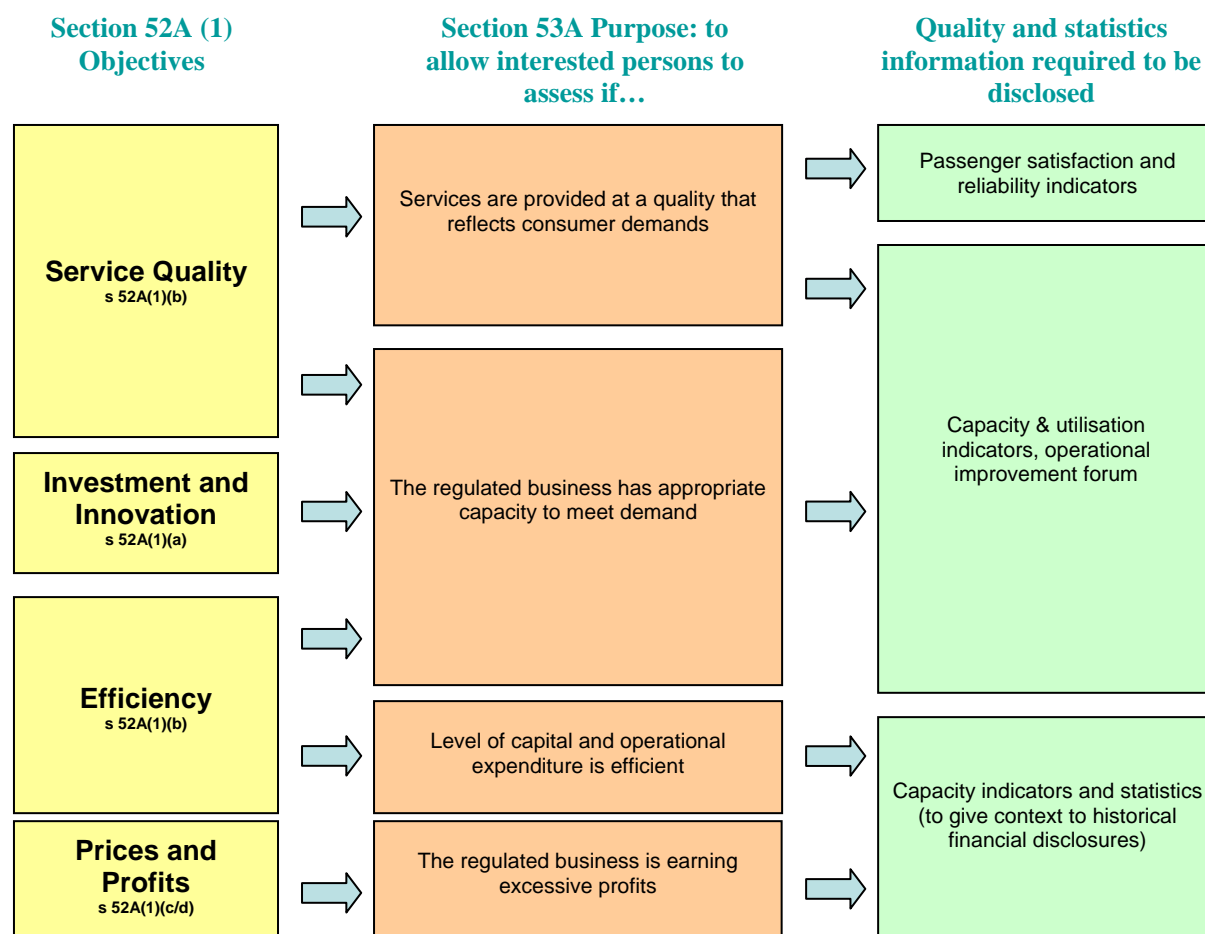 Section 52A (1)
Objectives
Section 53A Purpose: to
allow interested persons to
assess if…
Quality and statistics
information required to be
disclosed
Service Quality
s 52A(1)(b)
Investment and
Innovation
s 52A(1)(a)
Efficiency
s 52A(1)(b)
Prices and
Profits
s 52A(1)(c/d)
Services are provided at a quality that
reflects consumer demands
The regulated business has appropriate
capacity to meet demand
Level of capital and operational
expenditure is efficient
The regulated business is earning
excessive profits
Passenger satisfaction and
reliability indicators
Capacity & utilisation
indicators, operational
improvement forum
Capacity indicators and statistics
(to give context to historical
financial disclosures)